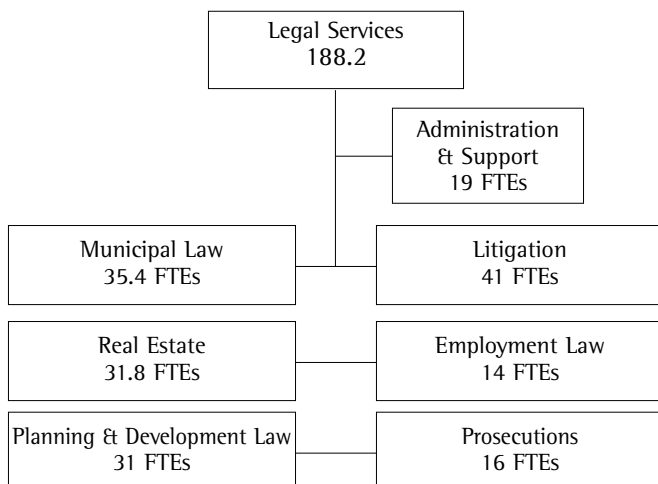 Legal Services
188.2
Administration
& Support
19 FTEs
Municipal Law
35.4 FTEs
Litigation
41 FTEs
Real Estate
31.8 FTEs
Employment Law
14 FTEs
Planning & Development Law
31 FTEs
Prosecutions
16 FTEs